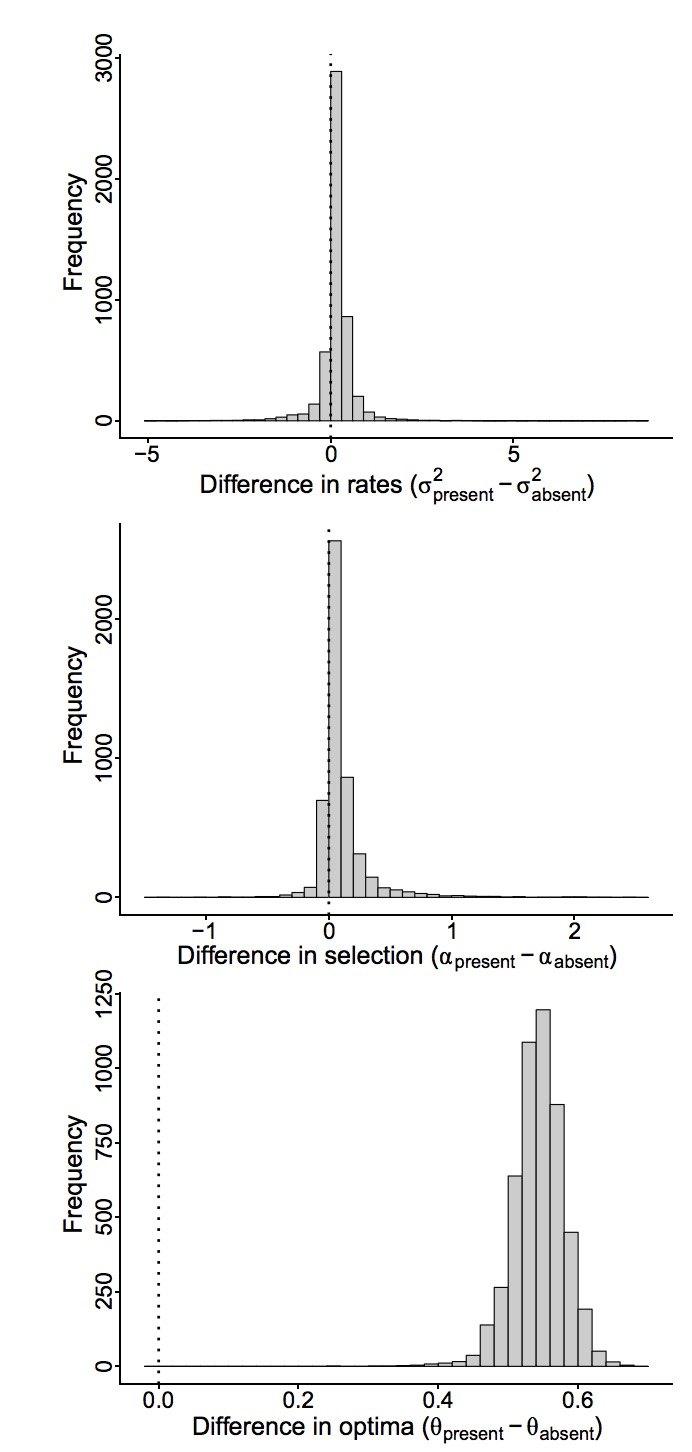 3000
2000
1000
0
Frequency
−5 0 5
Difference in rates (σ²present − σ²absent)
2000
1000
0
Frequency
−1 0 1 2
Difference in selection (αpresent − αabsent)
1250
1000
750
500
250
0
Frequency
0.0 0.2 0.4 0.6
Difference in optima (θpresent − θabsent)